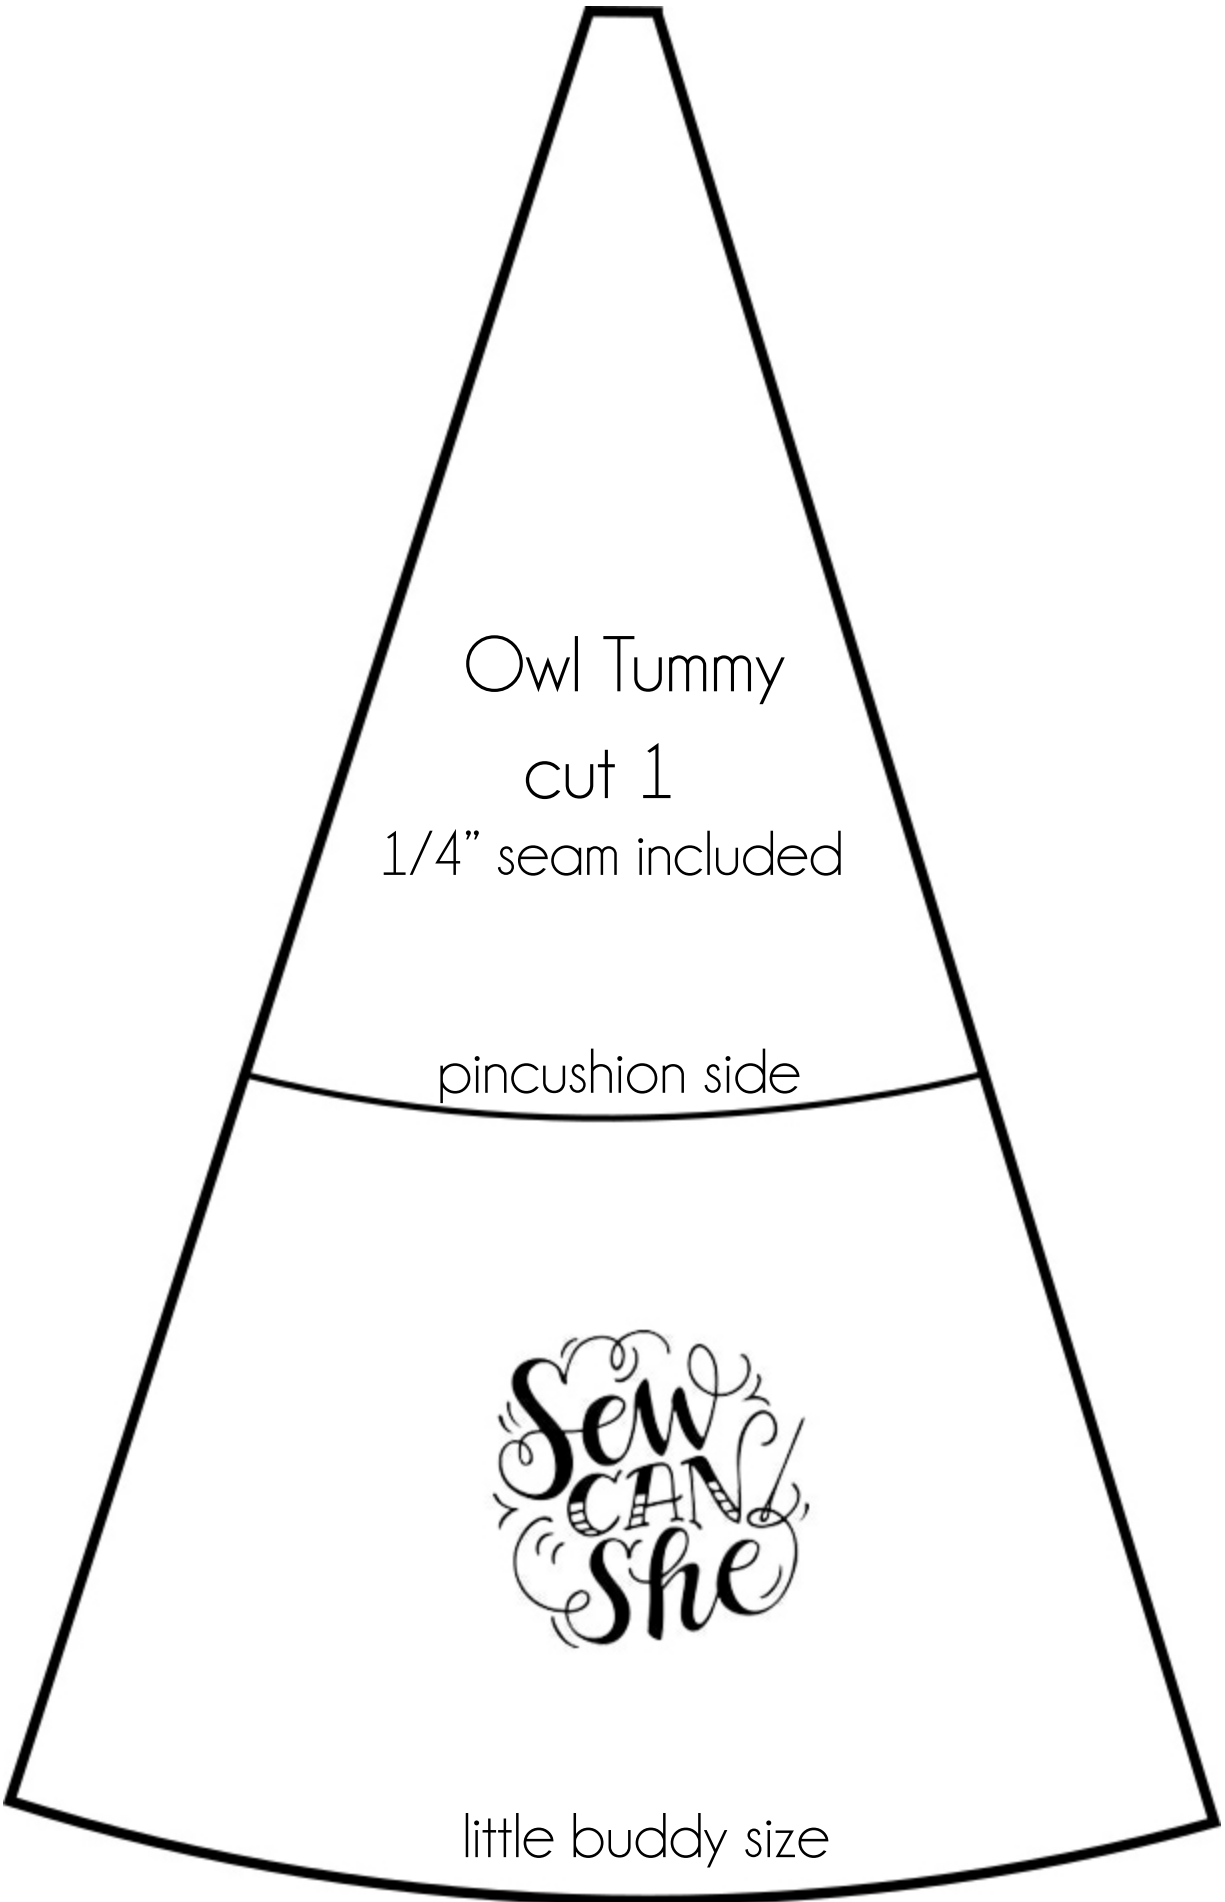 Owl Tummy
cut 1
1/4” seam included
pincushion side
Sew
CAN
She
little buddy size